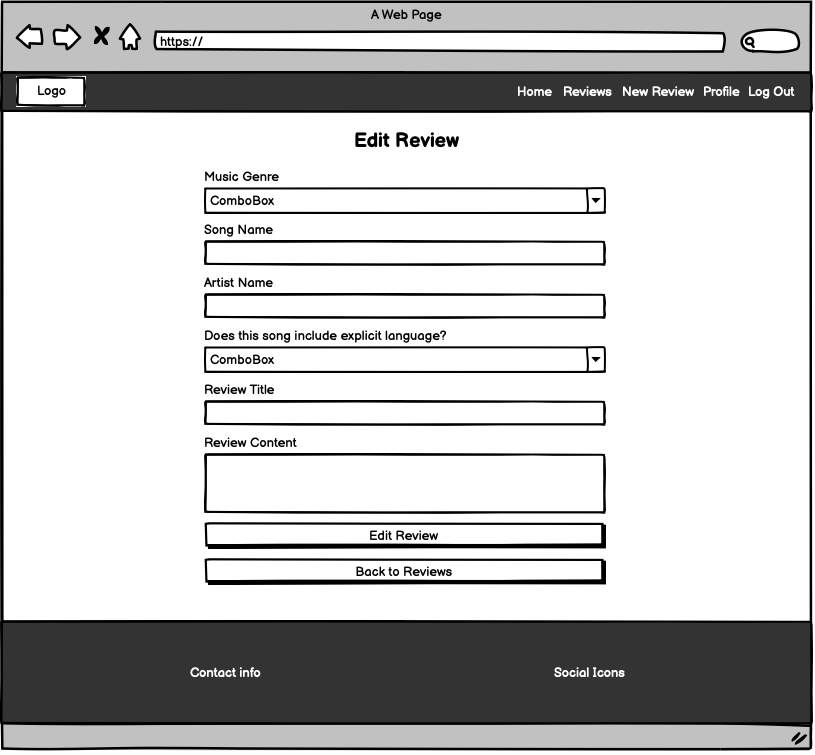 A Web Page
https://
Logo
Home Reviews New Review Profile Log Out
Edit Review
Music Genre
ComboBox
Song Name
Artist Name
Does this song include explicit language?
ComboBox
Review Title
Review Content
Edit Review
Back to Reviews
Contact info Social Icons